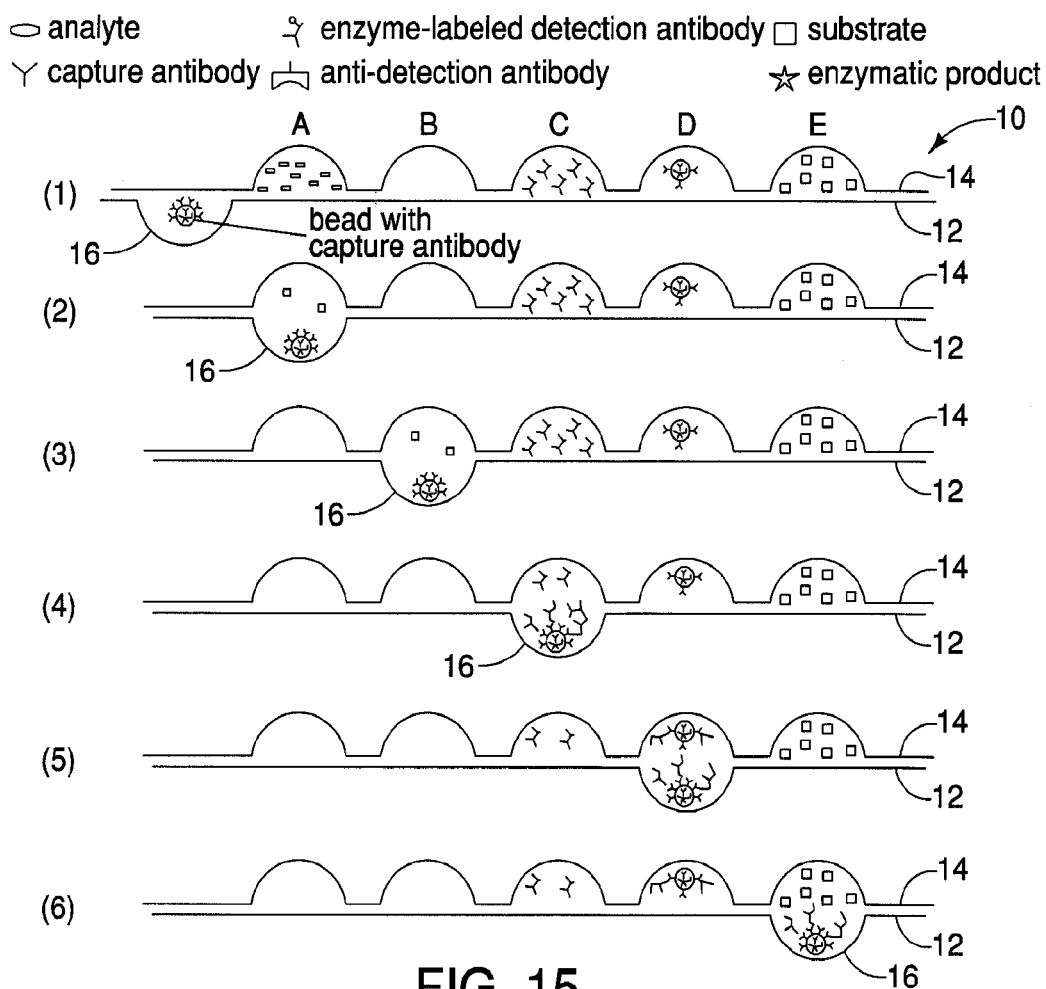 analyte enzyme-labeled detection antibody substrate
capture antibody anti-detection antibody enzymatic product
A B C D E 10
(1) 14
bead with 12
16 capture antibody
(2) 14
16 12
(3) 14
16 12
(4) 14
16 12
(5) 14
12
(6) 14
12
FIG. 15 16